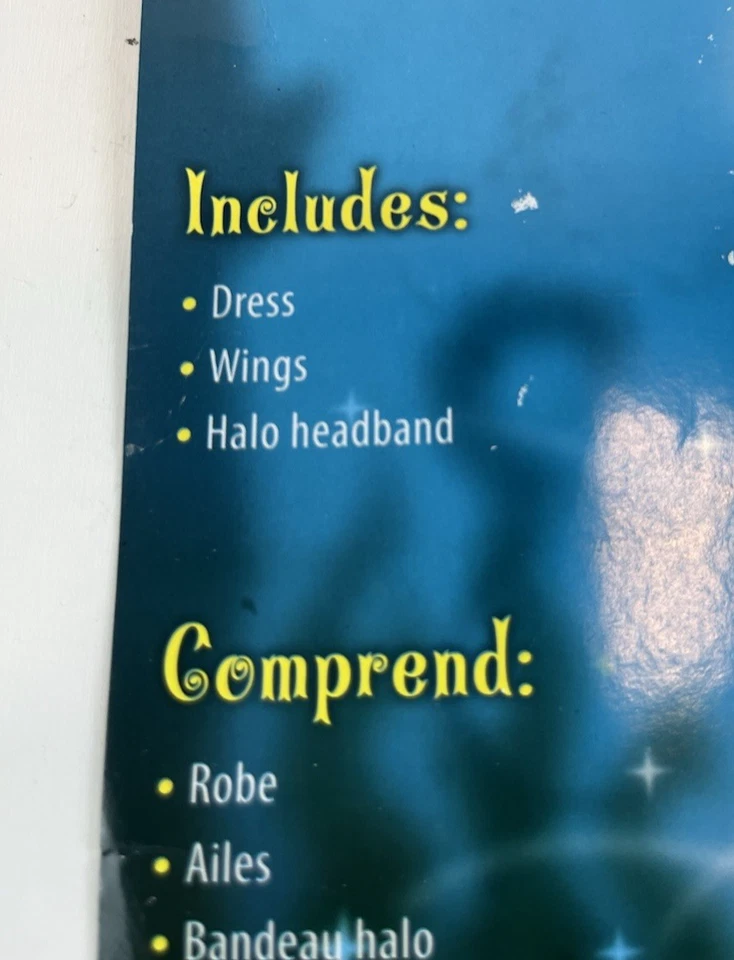 Includes:
• Dress
• Wings
• Halo headband
Comprend:
• Robe
• Ailes
• Bandeau halo